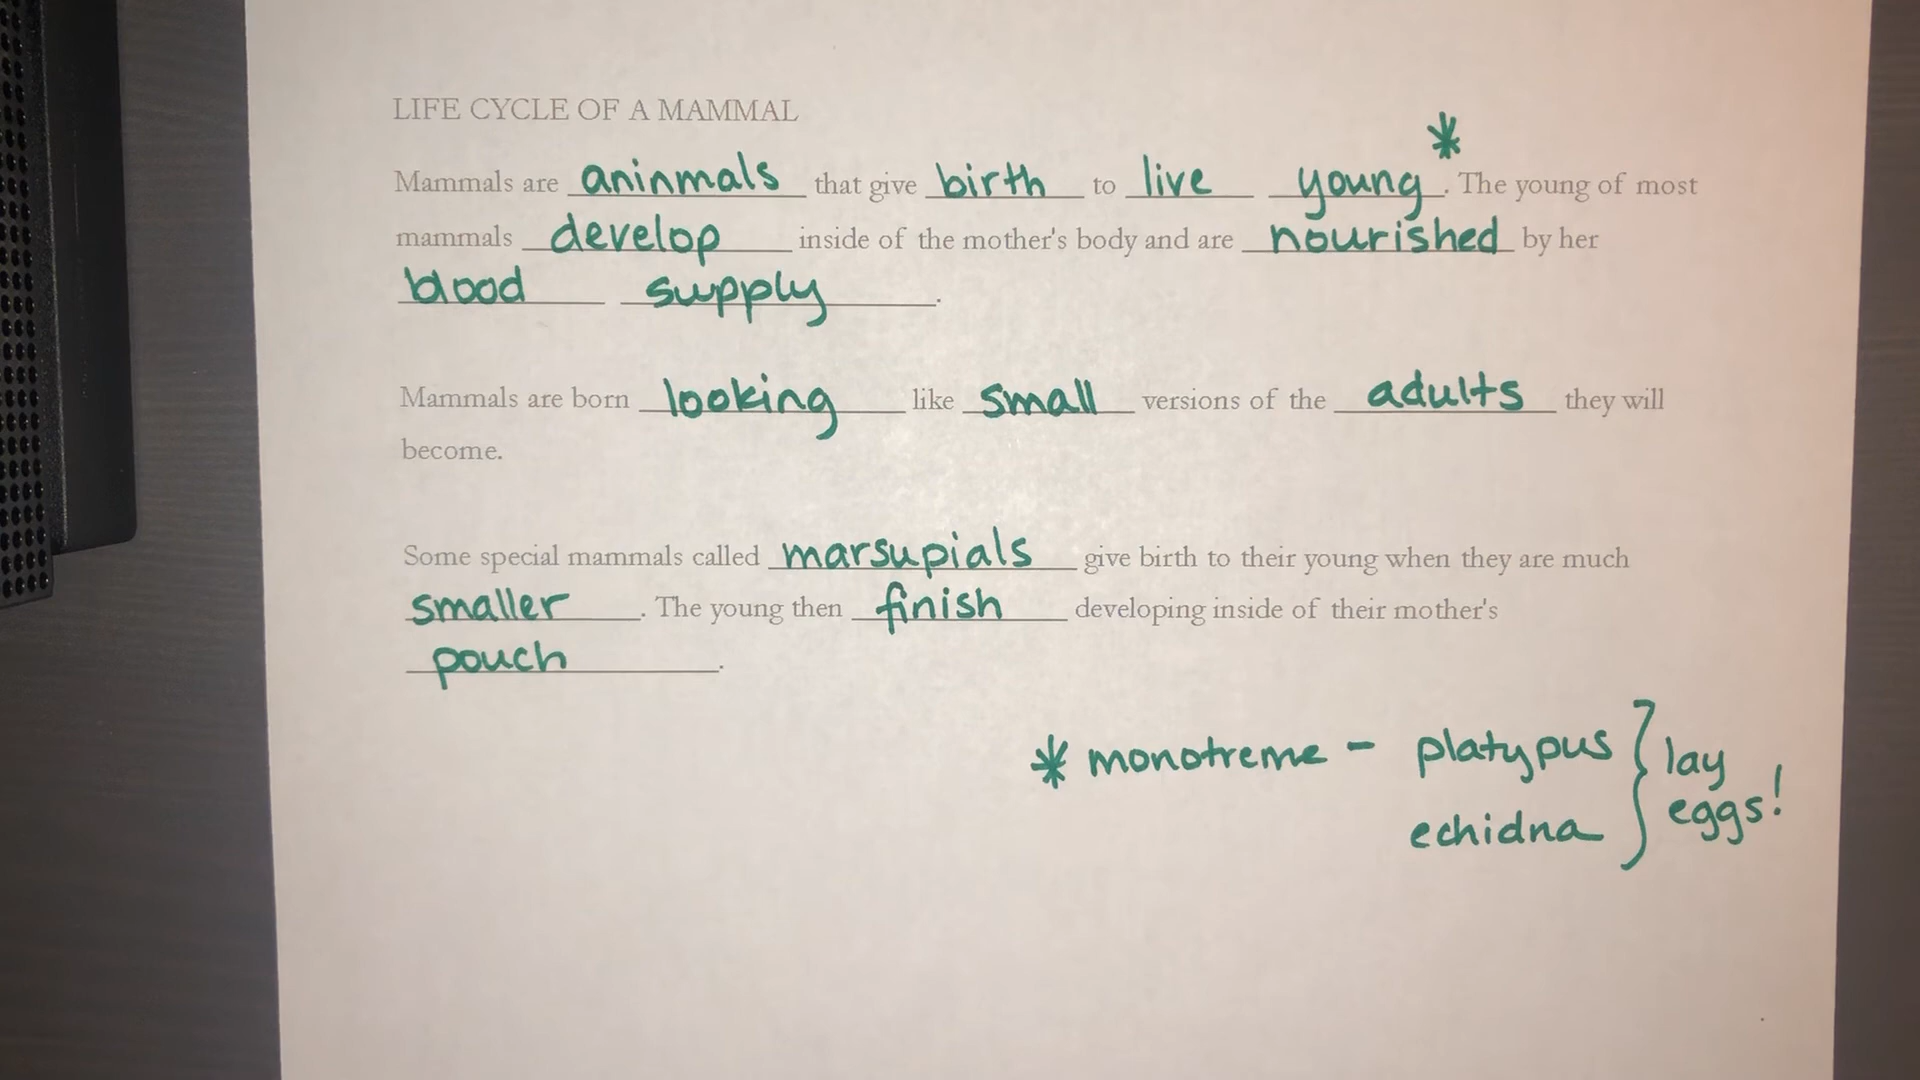 LIFE CYCLE OF A MAMMAL
*
Mammals are aninmals that give birth to live young. The young of most
mammals develop inside of the mother's body and are nourished by her
blood supply.
Mammals are born looking like small versions of the adults they will
become.
Some special mammals called marsupials give birth to their young when they are much
smaller. The young then finish developing inside of their mother's
pouch.
* monotreme - platypus } lay
echidna eggs!